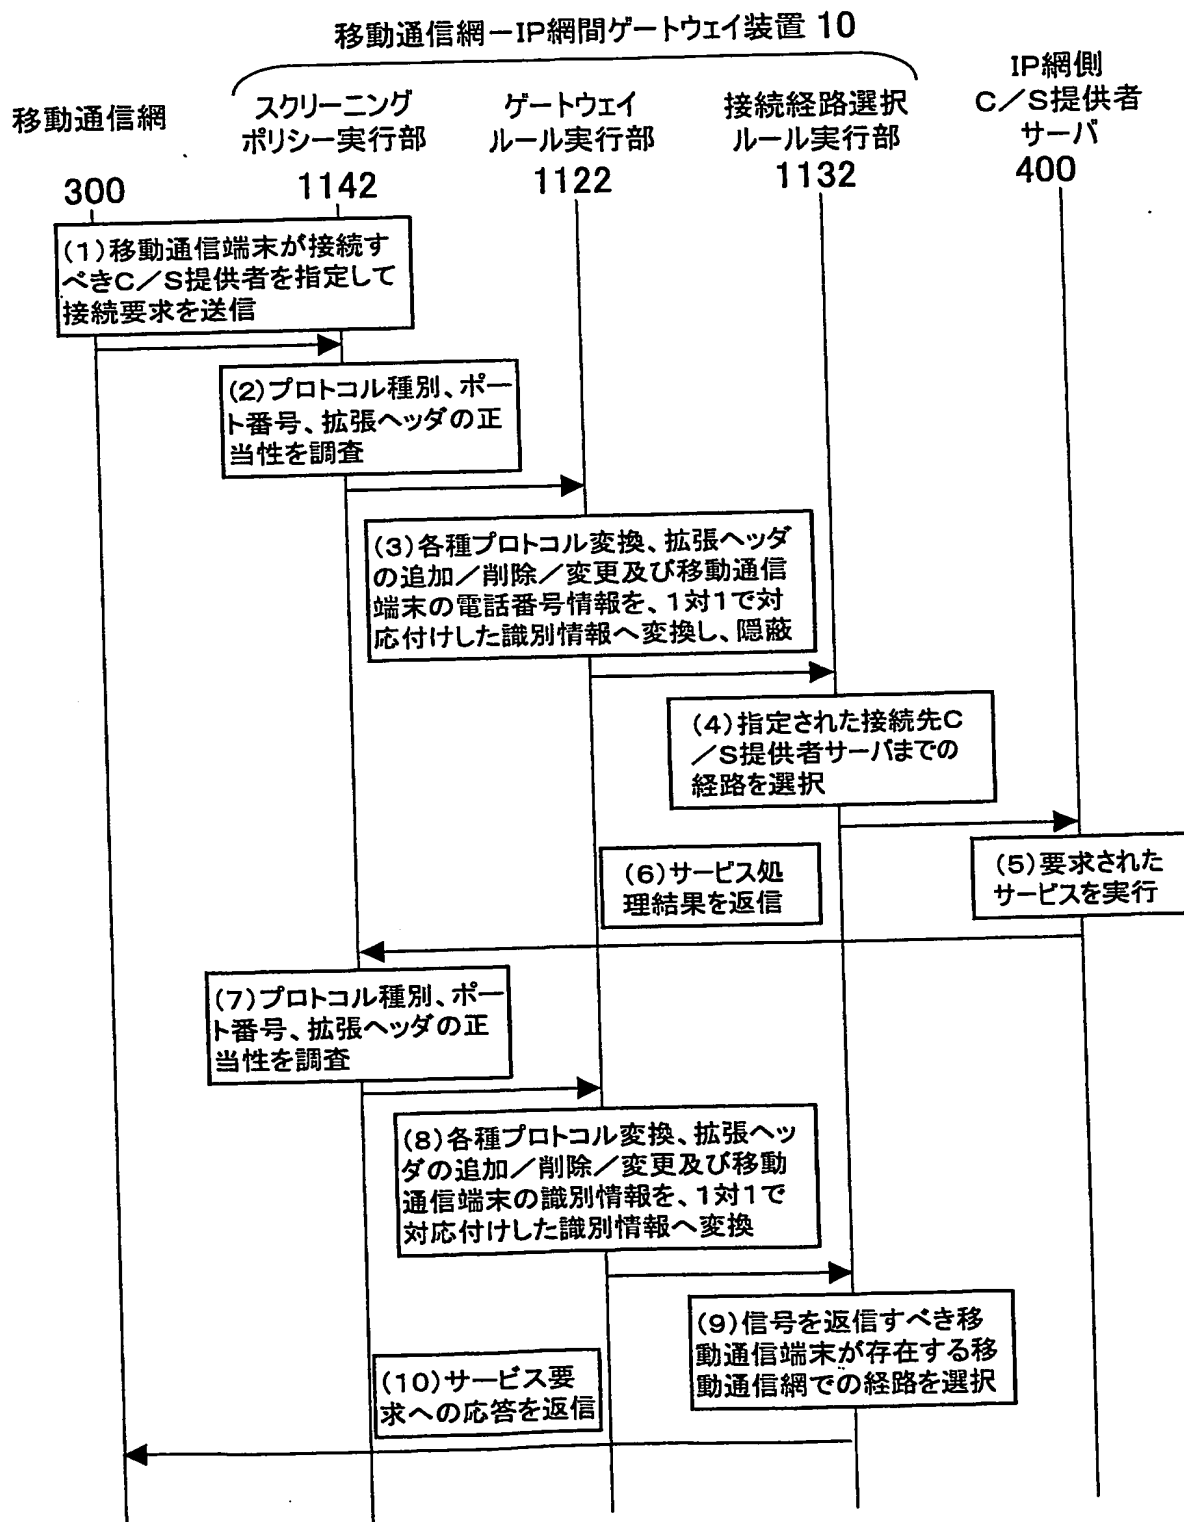 移動通信網－IP網間ゲートウェイ装置 10
移動通信網
300
スクリーニング
ポリシー実行部
1142
ゲートウェイ
ルール実行部
1122
接続経路選択
ルール実行部
1132
IP網側
C／S提供者
サーバ
400
(1)移動通信端末が接続す
べきC／S提供者を指定して
接続要求を送信
(2)プロトコル種別、ポー
ト番号、拡張ヘッダの正
当性を調査
(3)各種プロトコル変換、拡張ヘッダ
の追加／削除／変更及び移動通信
端末の電話番号情報を、1対1で対
応付けした識別情報へ変換し、隠蔽
(4)指定された接続先C
／S提供者サーバまでの
経路を選択
(5)要求された
サービスを実行
(6)サービス処
理結果を返信
(7)プロトコル種別、ポー
ト番号、拡張ヘッダの正
当性を調査
(8)各種プロトコル変換、拡張ヘッ
ダの追加／削除／変更及び移動
通信端末の識別情報を、1対1で
対応付けした識別情報へ変換
(9)信号を返信すべき移
動通信端末が存在する移
動通信網での経路を選択
(10)サービス要
求への応答を返信